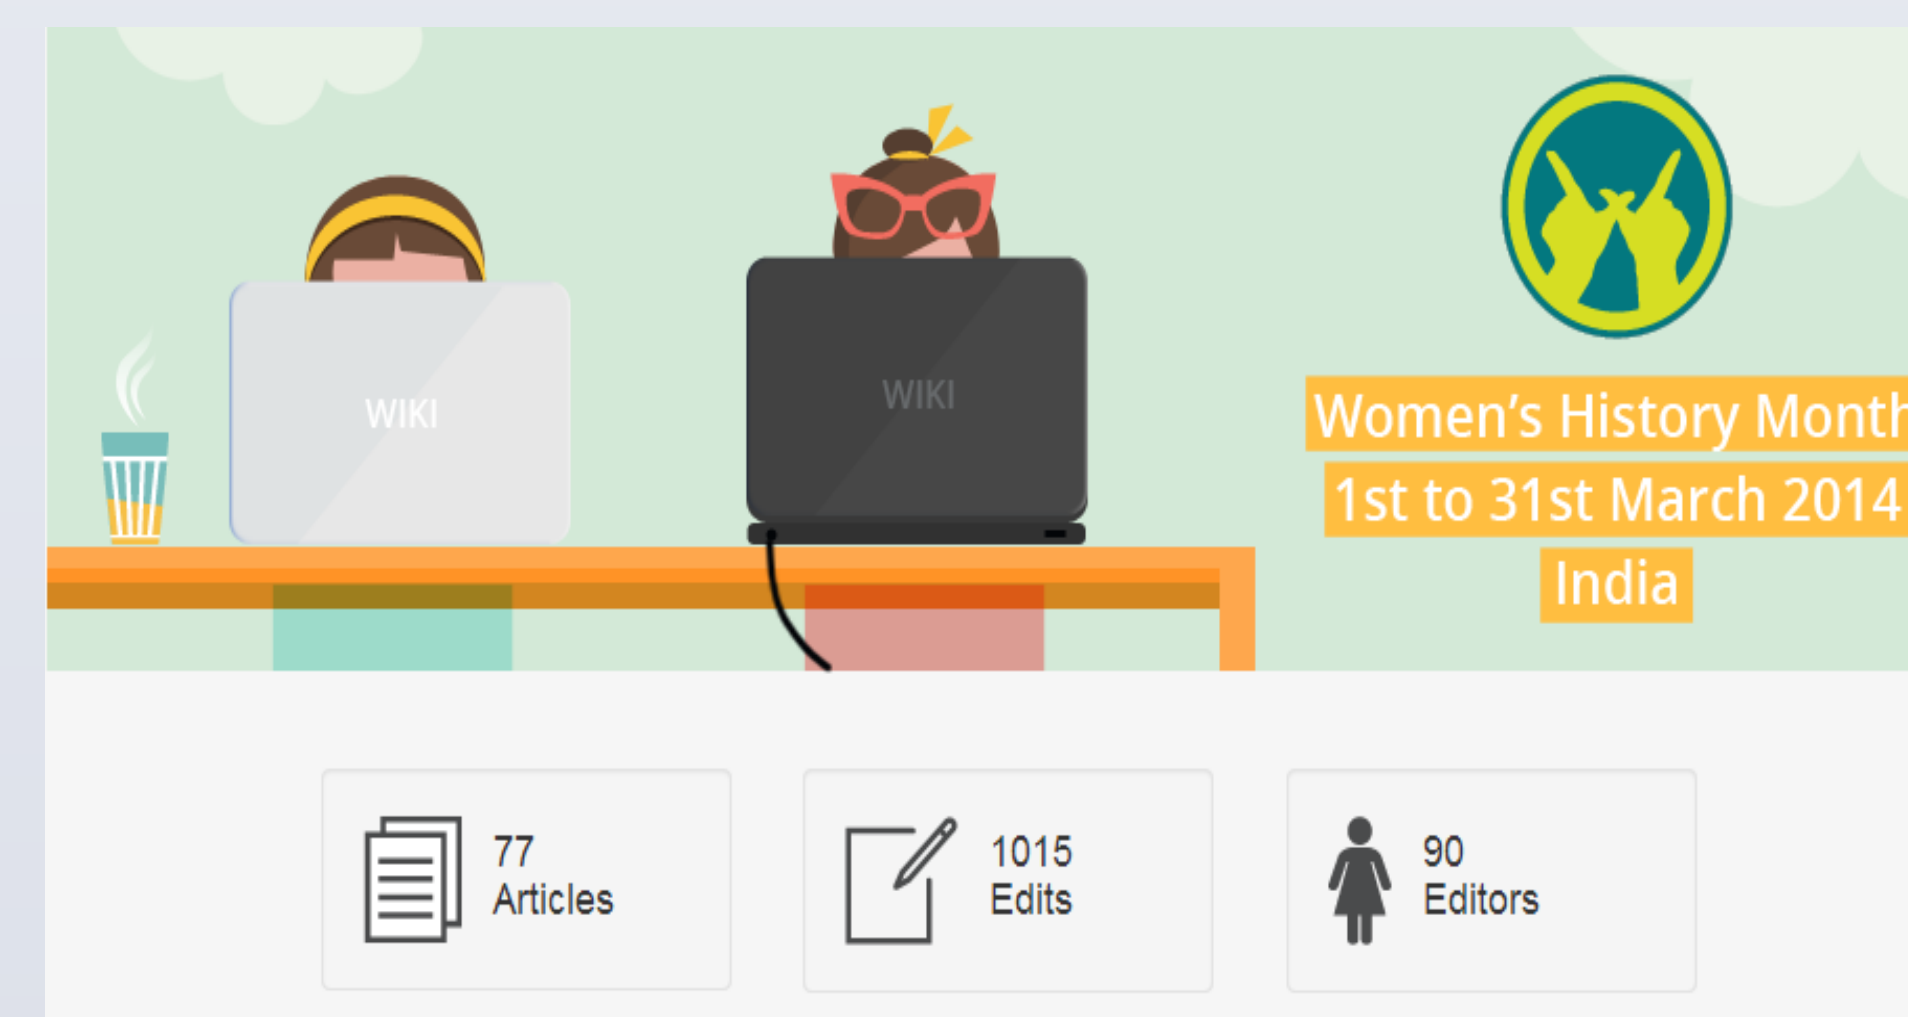 WIKI
WIKI
Women’s History Month
1st to 31st March 2014
India
77
Articles
1015
Edits
90
Editors